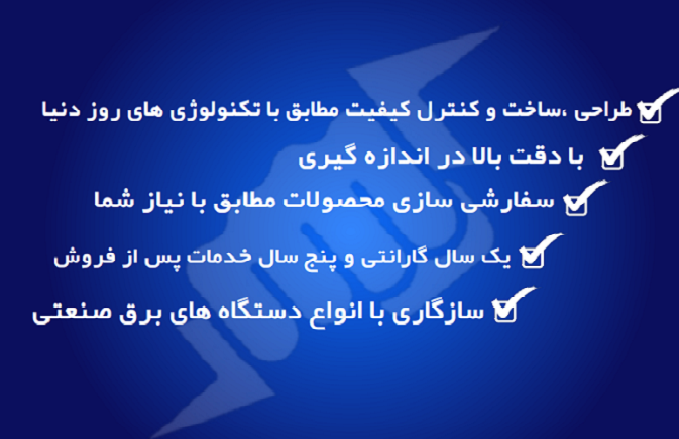 طراحی ،ساخت و کنترل کیفیت مطابق با تکنولوژی های روز دنیا
با دقت بالا در اندازه گیری
سفارشی سازی محصولات مطابق با نیاز شما
یک سال گارانتی و پنج سال خدمات پس از فروش
سازگاری با انواع دستگاه های برق صنعتی